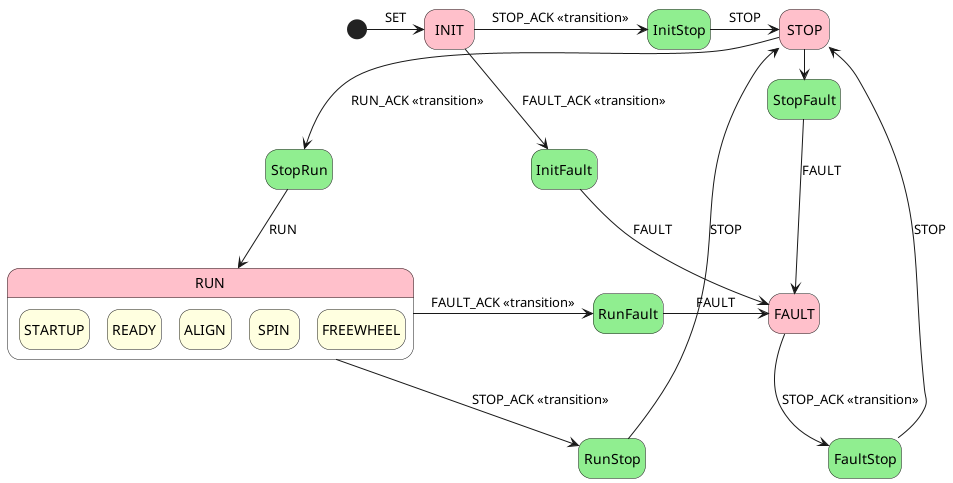 SET
INIT
STOP_ACK «transition»
InitStop
STOP
STOP
RUN_ACK «transition»
FAULT_ACK «transition»
StopFault
StopRun
InitFault
FAULT
RUN
FAULT
STOP
STOP
RUN
STARTUP
READY
ALIGN
SPIN
FREEWHEEL
FAULT_ACK «transition»
RunFault
FAULT
FAULT
STOP_ACK «transition»
STOP_ACK «transition»
RunStop
FaultStop